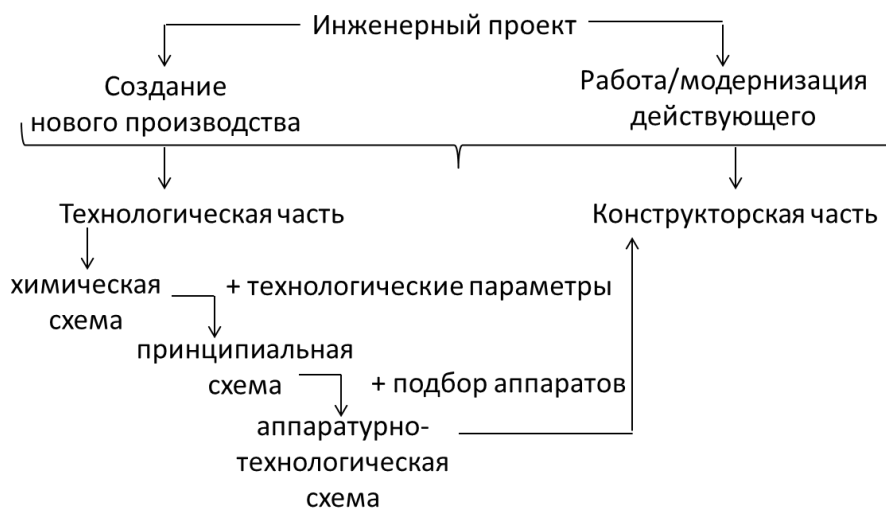 Инженерный проект
Создание
нового производства
Работа/модернизация
действующего
Технологическая часть
Конструкторская часть
химическая
схема
+ технологические параметры
принципиальная
схема
+ подбор аппаратов
аппаратурно-
технологическая
схема